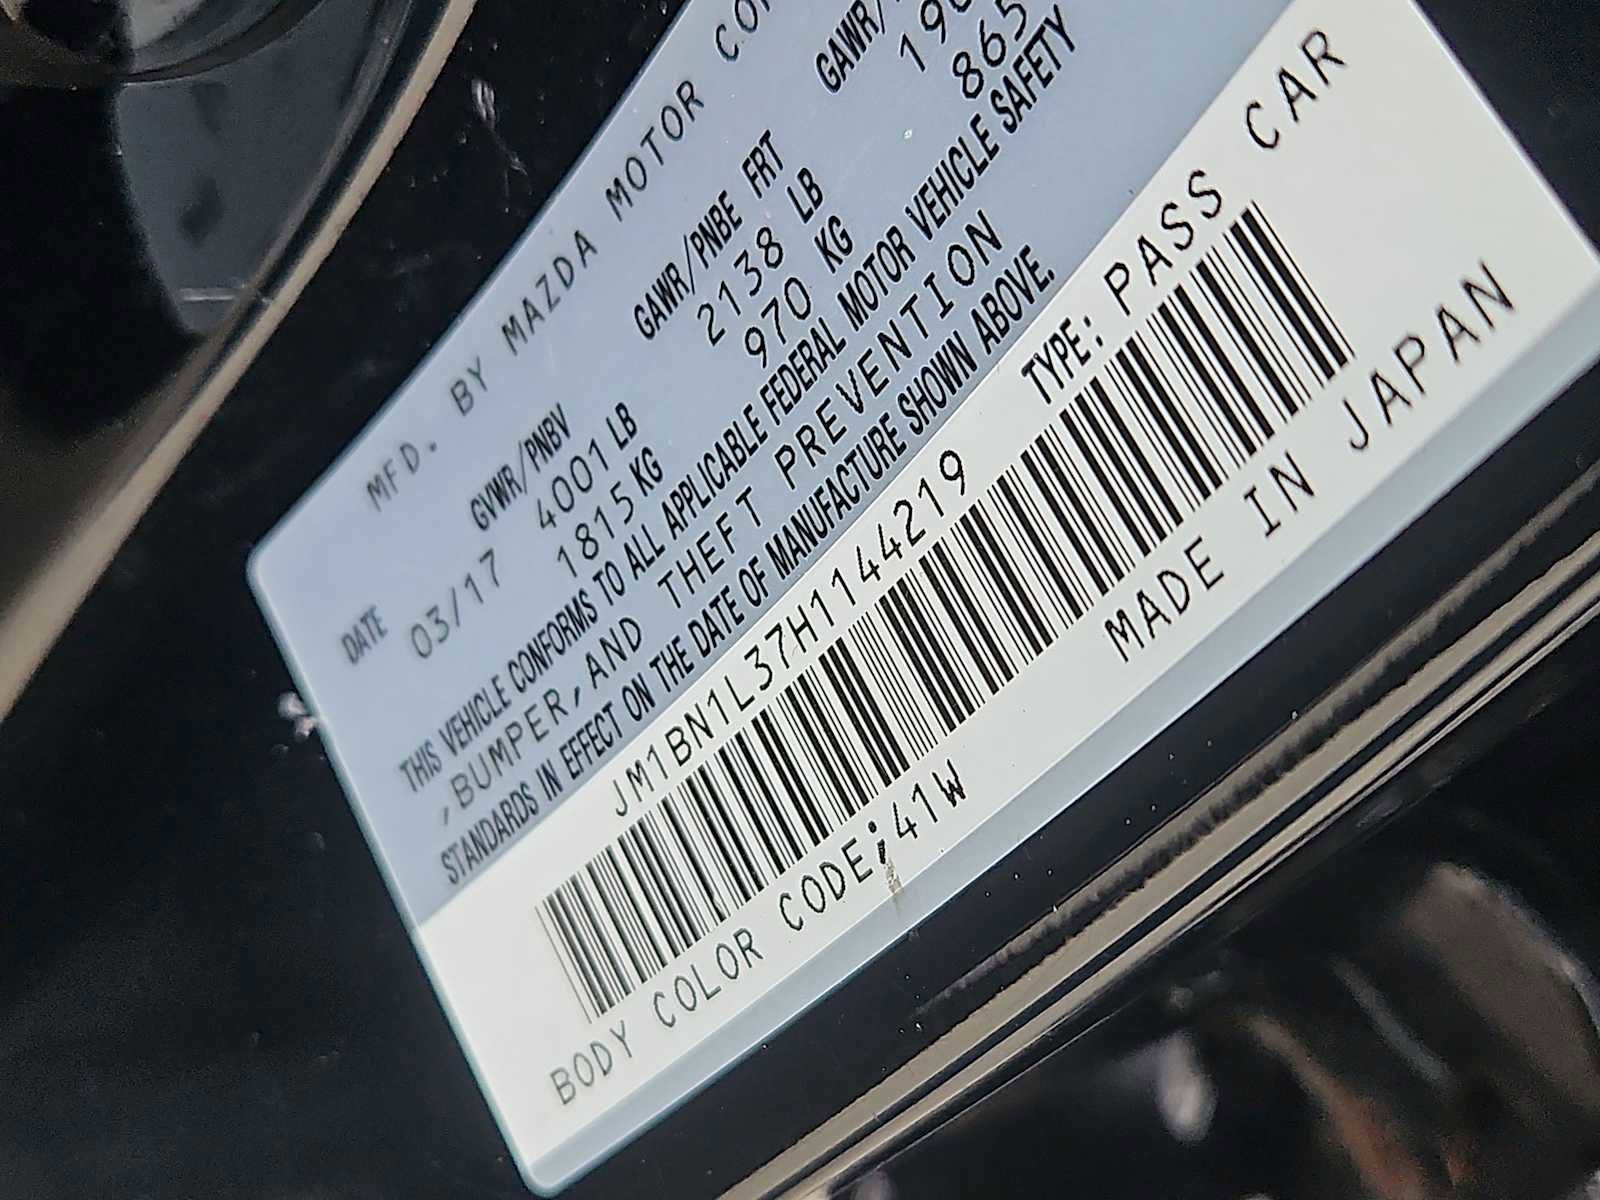 MFD. BY MAZDA MOTOR
DATE GVWR/PNBV GAWR/PNBE FRT GAWR/
03/17 4001 LB 2138 LB
1815 KG 970 KG 865
THIS VEHICLE CONFORMS TO ALL APPLICABLE FEDERAL MOTOR VEHICLE SAFETY
,BUMPER,AND THEFT PREVENTION
STANDARDS IN EFFECT ON THE DATE OF MANUFACTURE SHOWN ABOVE.
JM1BN1L37H1144219 TYPE: PASS CAR
BODY COLOR CODE:41W MADE IN JAPAN